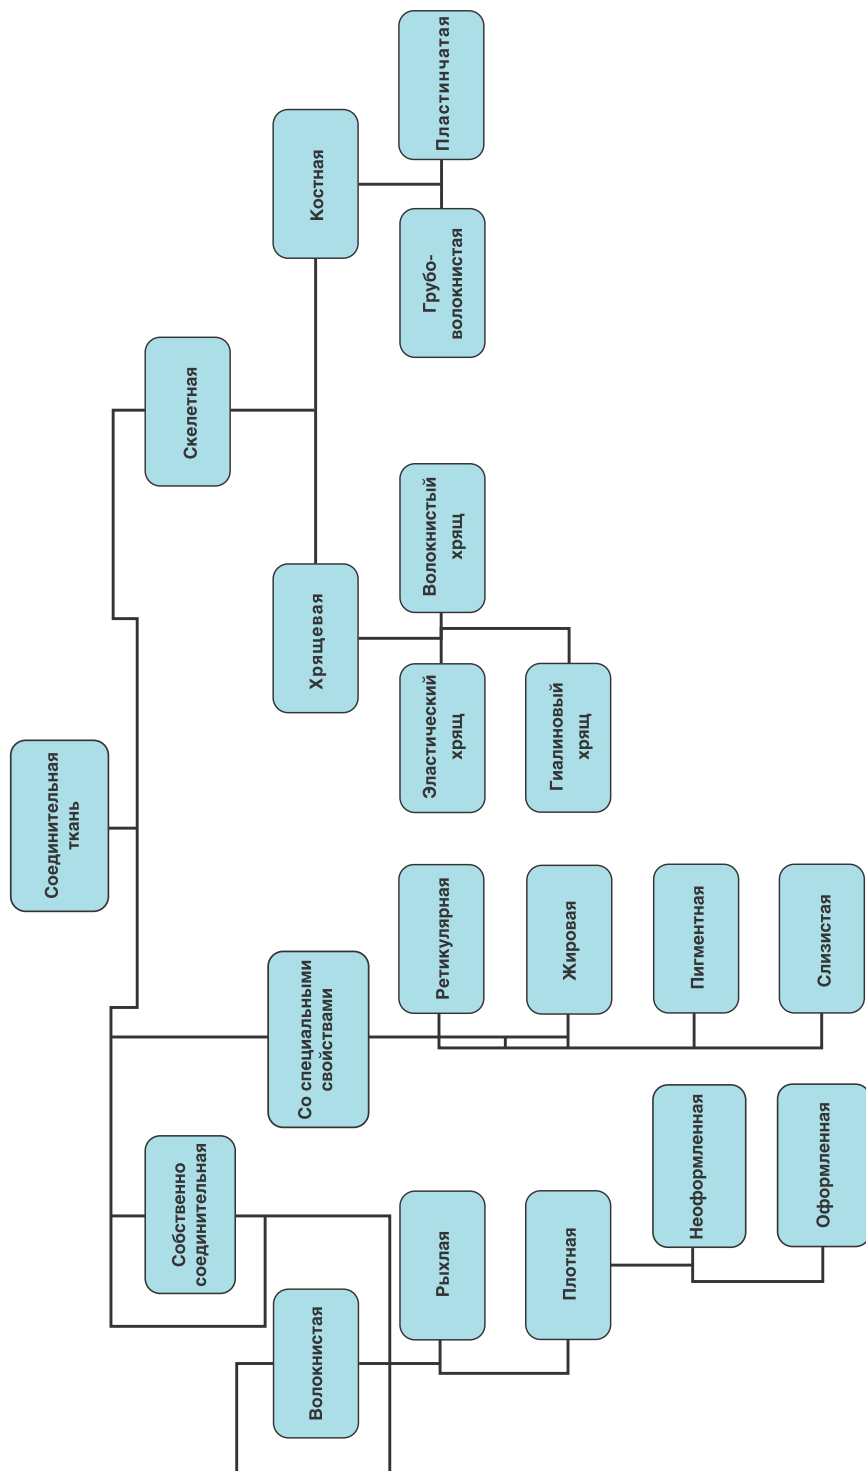 Соединительная
ткань
Собственно
соединительная
Скелетная
Волокнистая
Со специальными
свойствами
Хрящевая
Костная
Рыхлая
Ретикулярная
Эластический
хрящ
Волокнистый
хрящ
Грубо-
волокнистая
Пластинчатая
Плотная
Жировая
Гиалиновый
хрящ
Неоформленная
Пигментная
Оформленная
Слизистая